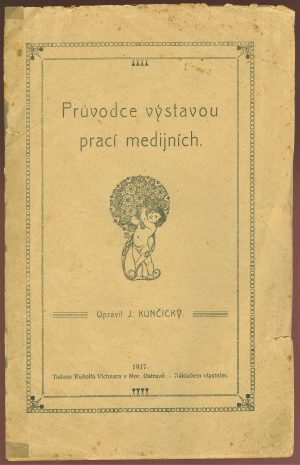 Průvodce výstavou
prací medijních.
Upravil J. KUNČICKÝ.
1917.
Tiskem Rudolfa Vichnara v Mor. Ostravě. - Nákladem vlastním.